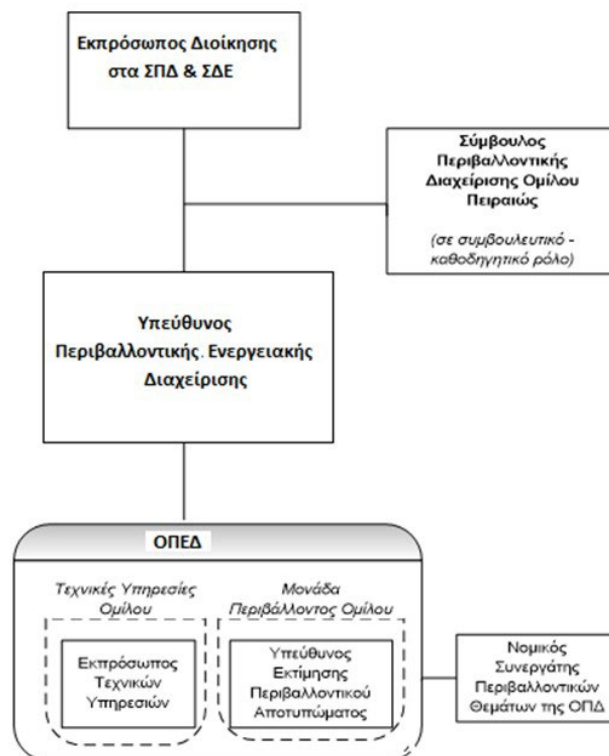 Εκπρόσωπος Διοίκησης
στα ΣΠΔ & ΣΔΕ
Σύμβουλος
Περιβαλλοντικής
Διαχείρισης Ομίλου
Πειραιώς
(σε συμβουλευτικό -
καθοδηγητικό ρόλο)
Υπεύθυνος
Περιβαλλοντικής. Ενεργειακής
Διαχείρισης
ΟΠΕΔ
Τεχνικές Υπηρεσίες
Ομίλου
Εκπρόσωπος
Τεχνικών
Υπηρεσιών
Μονάδα
Περιβάλλοντος Ομίλου
Υπεύθυνος
Εκτίμησης
Περιβαλλοντικού
Αποτυπώματος
Νομικός
Συνεργάτης
Περιβαλλοντικών
Θεμάτων της ΟΠΔ